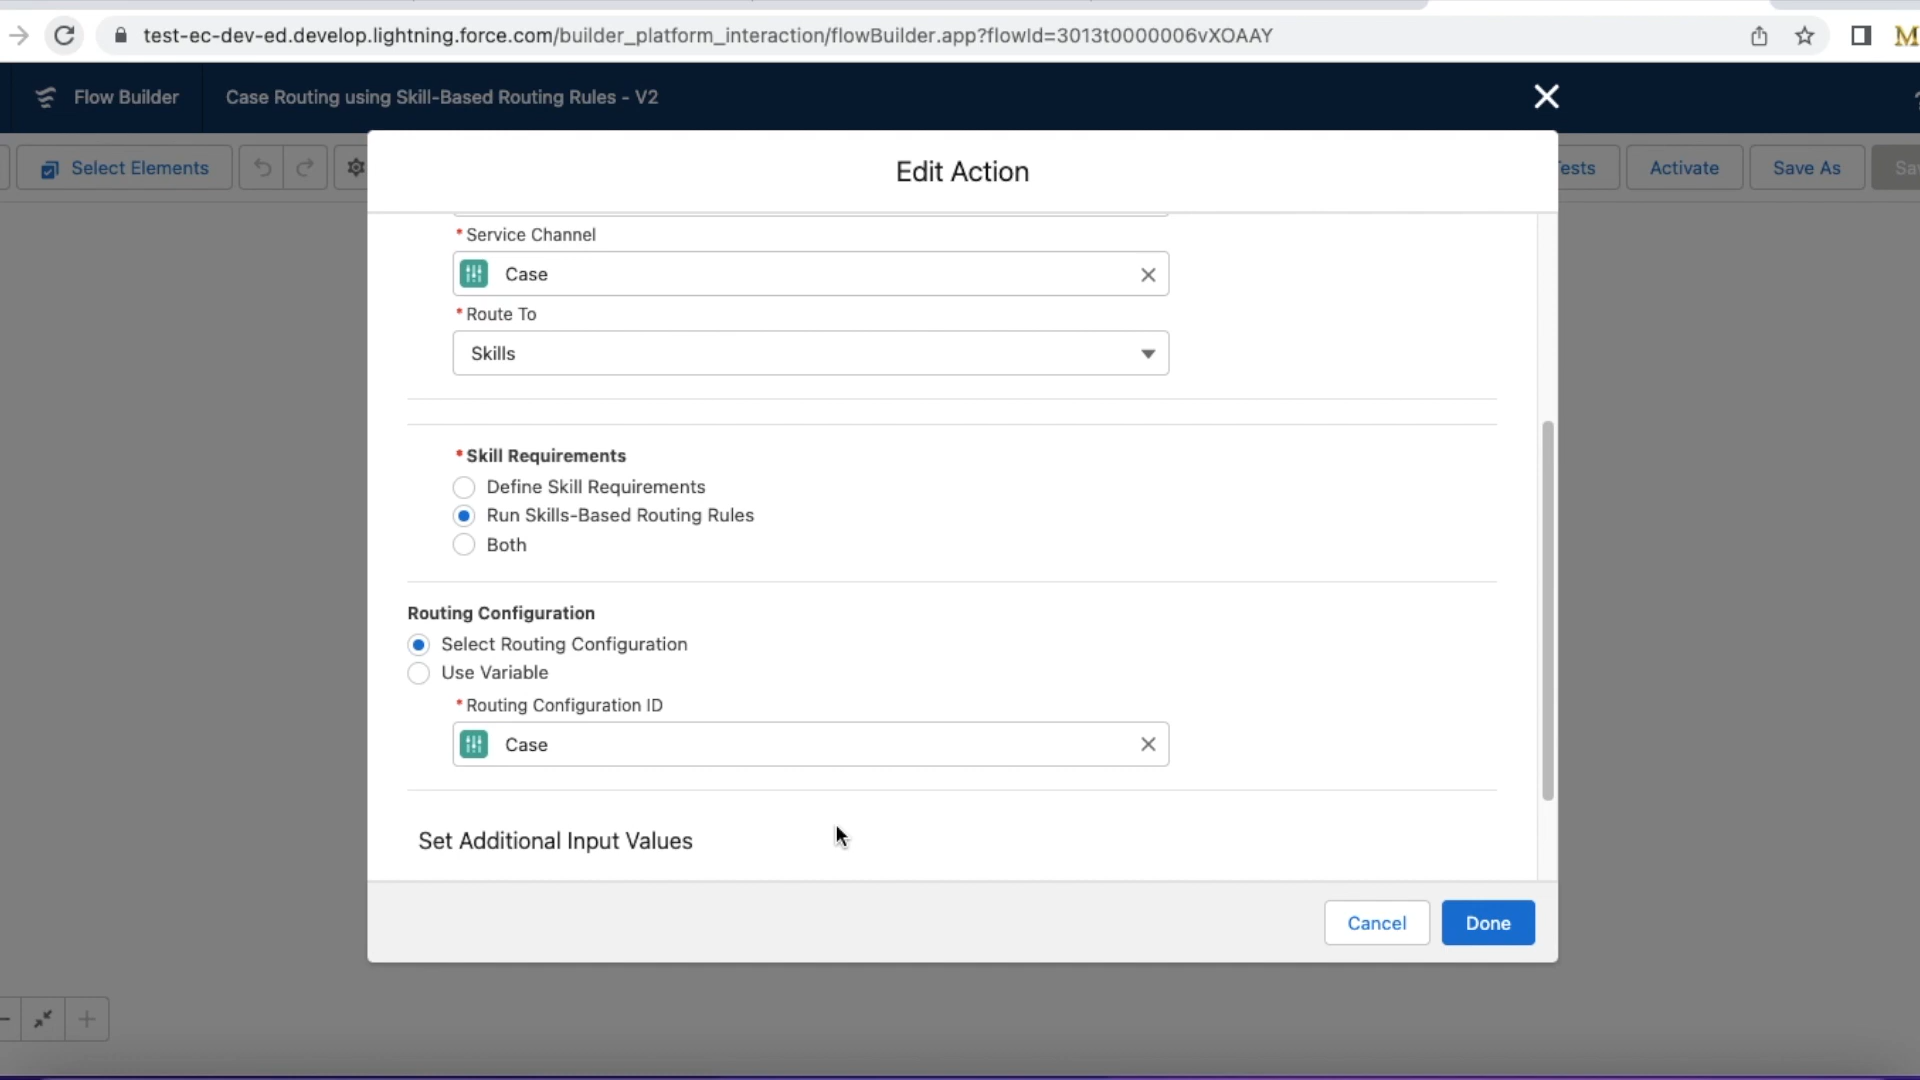 test-ec-dev-ed.develop.lightning.force.com/builder_platform_interaction/flowBuilder.app?flowId=3013t0000006vXOAAY
M
Flow Builder
Case Routing using Skill-Based Routing Rules - V2
Select Elements
Edit Action
Tests
Activate
Save As
Sa
* Service Channel
Case
* Route To
Skills
* Skill Requirements
Define Skill Requirements
Run Skills-Based Routing Rules
Both
Routing Configuration
Select Routing Configuration
Use Variable
* Routing Configuration ID
Case
Set Additional Input Values
Cancel
Done